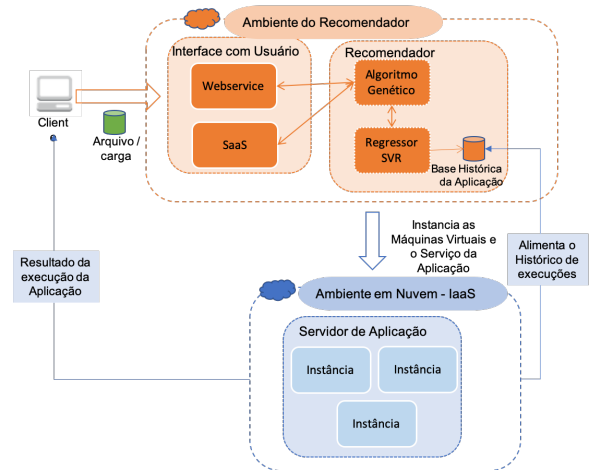 Ambiente do Recomendador
Interface com Usuário
Recomendador
Webservice
Algoritmo
Genético
Client
e
Arquivo /
carga
SaaS
Regressor
SVR
Base Histórica
da Aplicação
Instancia as
Máquinas Virtuais e
o Serviço da
Aplicação
Alimenta o
Histórico de
execuções
Resultado da
execução da
Aplicação
Ambiente em Nuvem - IaaS
Servidor de Aplicação
Instância
Instância
Instância